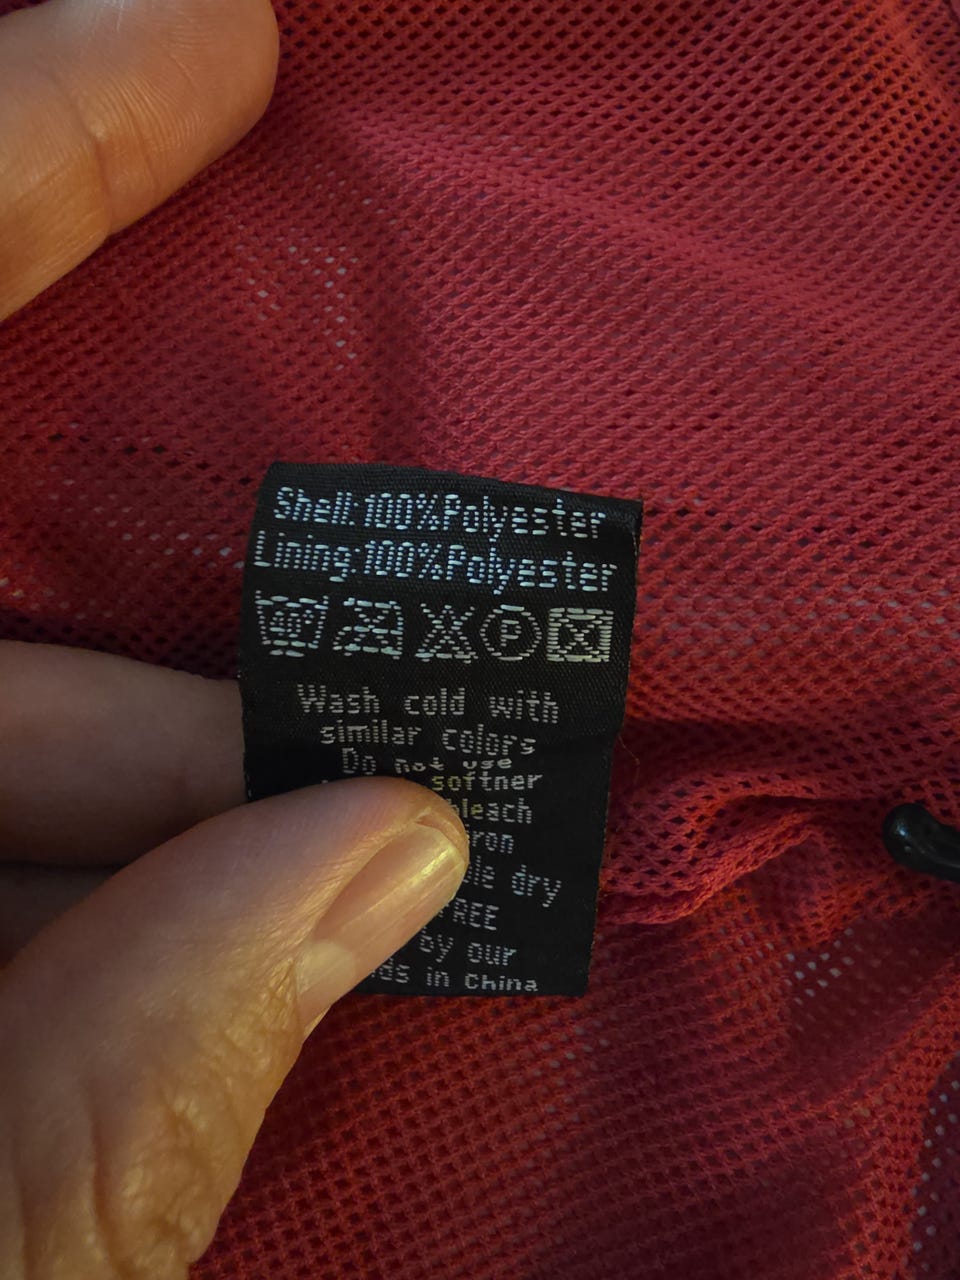 Shell:100%Polyester
Lining:100%Polyester
40° F
Wash cold with
similar colors
Do not use
softner
bleach
iron
dry
FREE
by our
in China